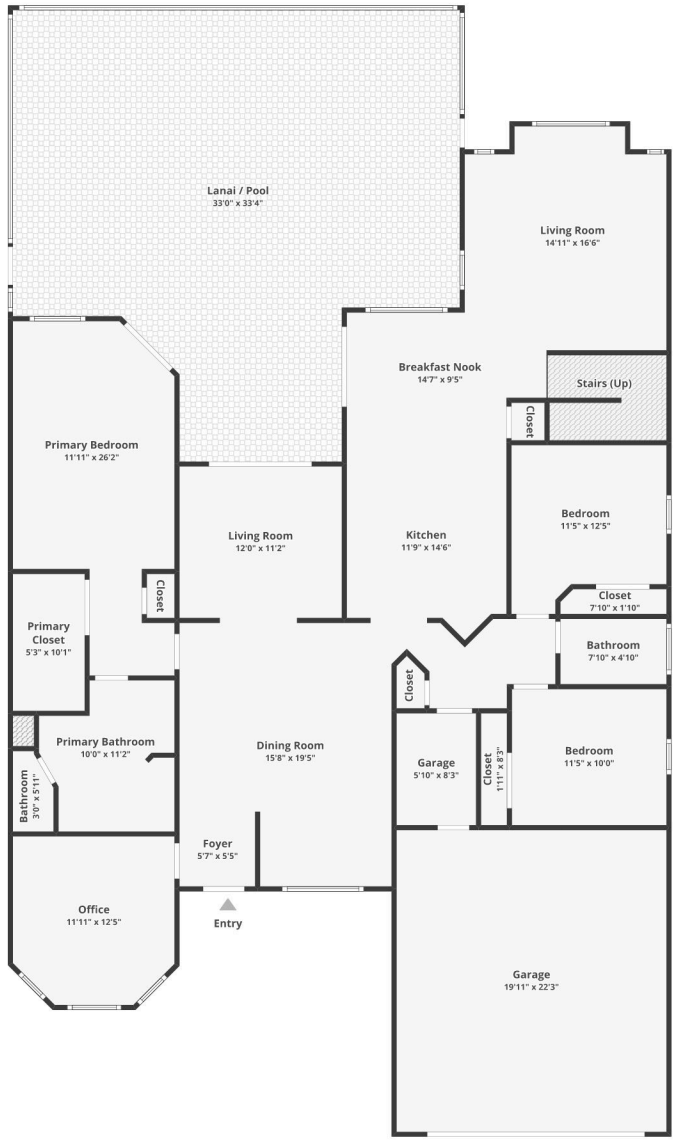 Lanai / Pool
33'0" x 33'4"
Living Room
14'11" x 16'6"
Breakfast Nook
14'7" x 9'5"
Stairs (Up)
Closet
Primary Bedroom
11'11" x 26'2"
Living Room
12'0" x 11'2"
Kitchen
11'9" x 14'6"
Bedroom
11'5" x 12'5"
Closet
7'10" x 1'10"
Closet
Primary
Closet
5'3" x 10'1"
Bathroom
7'10" x 4'10"
Closet
Primary Bathroom
10'0" x 11'2"
Dining Room
15'8" x 19'5"
Garage
5'10" x 8'3"
Closet
1'11" x 8'3"
Bedroom
11'5" x 10'0"
Bathroom
3'0" x 5'11"
Foyer
5'7" x 5'5"
Office
11'11" x 12'5"
Entry
Garage
19'11" x 22'3"